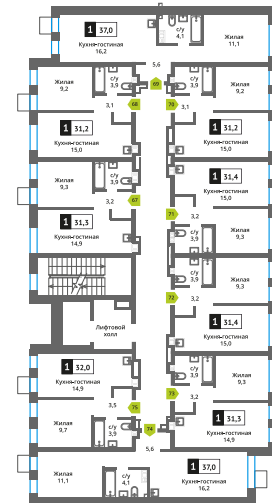 1 37,0
Кухня-гостиная
16,2
с/у
4,1
Жилая
11,1
5,6
Жилая
9,2
с/у
3,9
69
с/у
3,9
Жилая
9,2
3,1
68
70
3,1
1 31,2
Кухня-гостиная
15,0
1 31,2
Кухня-гостиная
15,0
Жилая
9,3
с/у
3,9
1 31,4
Кухня-гостиная
15,0
3,2
67
71
3,2
1 31,3
Кухня-гостиная
14,9
с/у
3,9
Жилая
9,3
с/у
3,9
Жилая
9,3
72
3,2
Лифтовой
холл
1 31,4
Кухня-гостиная
15,0
1 32,0
Кухня-гостиная
14,9
с/у
3,9
Жилая
9,3
3,5
75
73
3,2
Жилая
9,7
с/у
3,9
74
1 31,3
Кухня-гостиная
14,9
5,6
Жилая
11,1
с/у
4,1
1 37,0
Кухня-гостиная
16,2